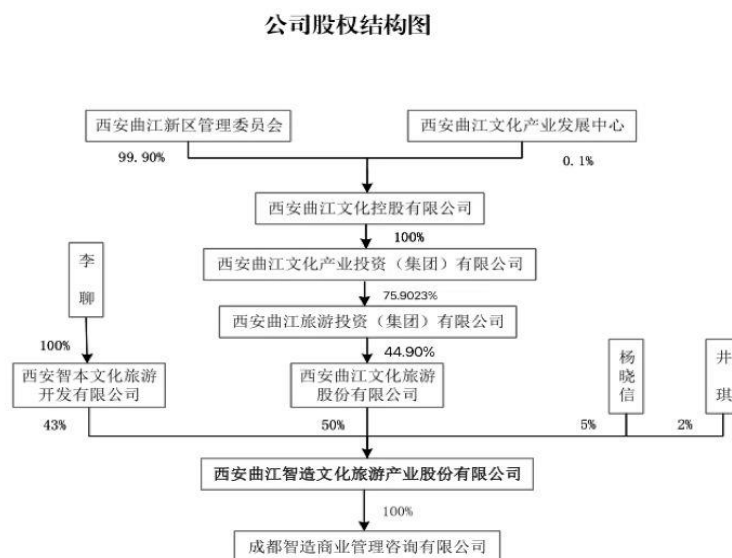 公司股权结构图
西安曲江新区管理委员会
西安曲江文化产业发展中心
99.90%
0.1%
西安曲江文化控股有限公司
100%
李聊
西安曲江文化产业投资（集团）有限公司
75.9023%
西安曲江旅游投资（集团）有限公司
100%
44.90%
杨晓信
井琪
西安智本文化旅游
开发有限公司
西安曲江文化旅游
股份有限公司
43%
50%
5%
2%
西安曲江智造文化旅游产业股份有限公司
100%
成都智造商业管理咨询有限公司